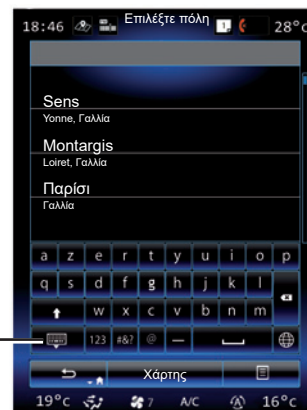 18:46 Επιλέξτε πόλη 28°c
Sens
Yonne, Γαλλία
Montargis
Loiret, Γαλλία
Παρίσι
Γαλλία
a z e r t y u i o p
q s d f g h j k l
w x c v b n m
123 #&? @ —
Χάρτης
19°c 7 A/C 16°c